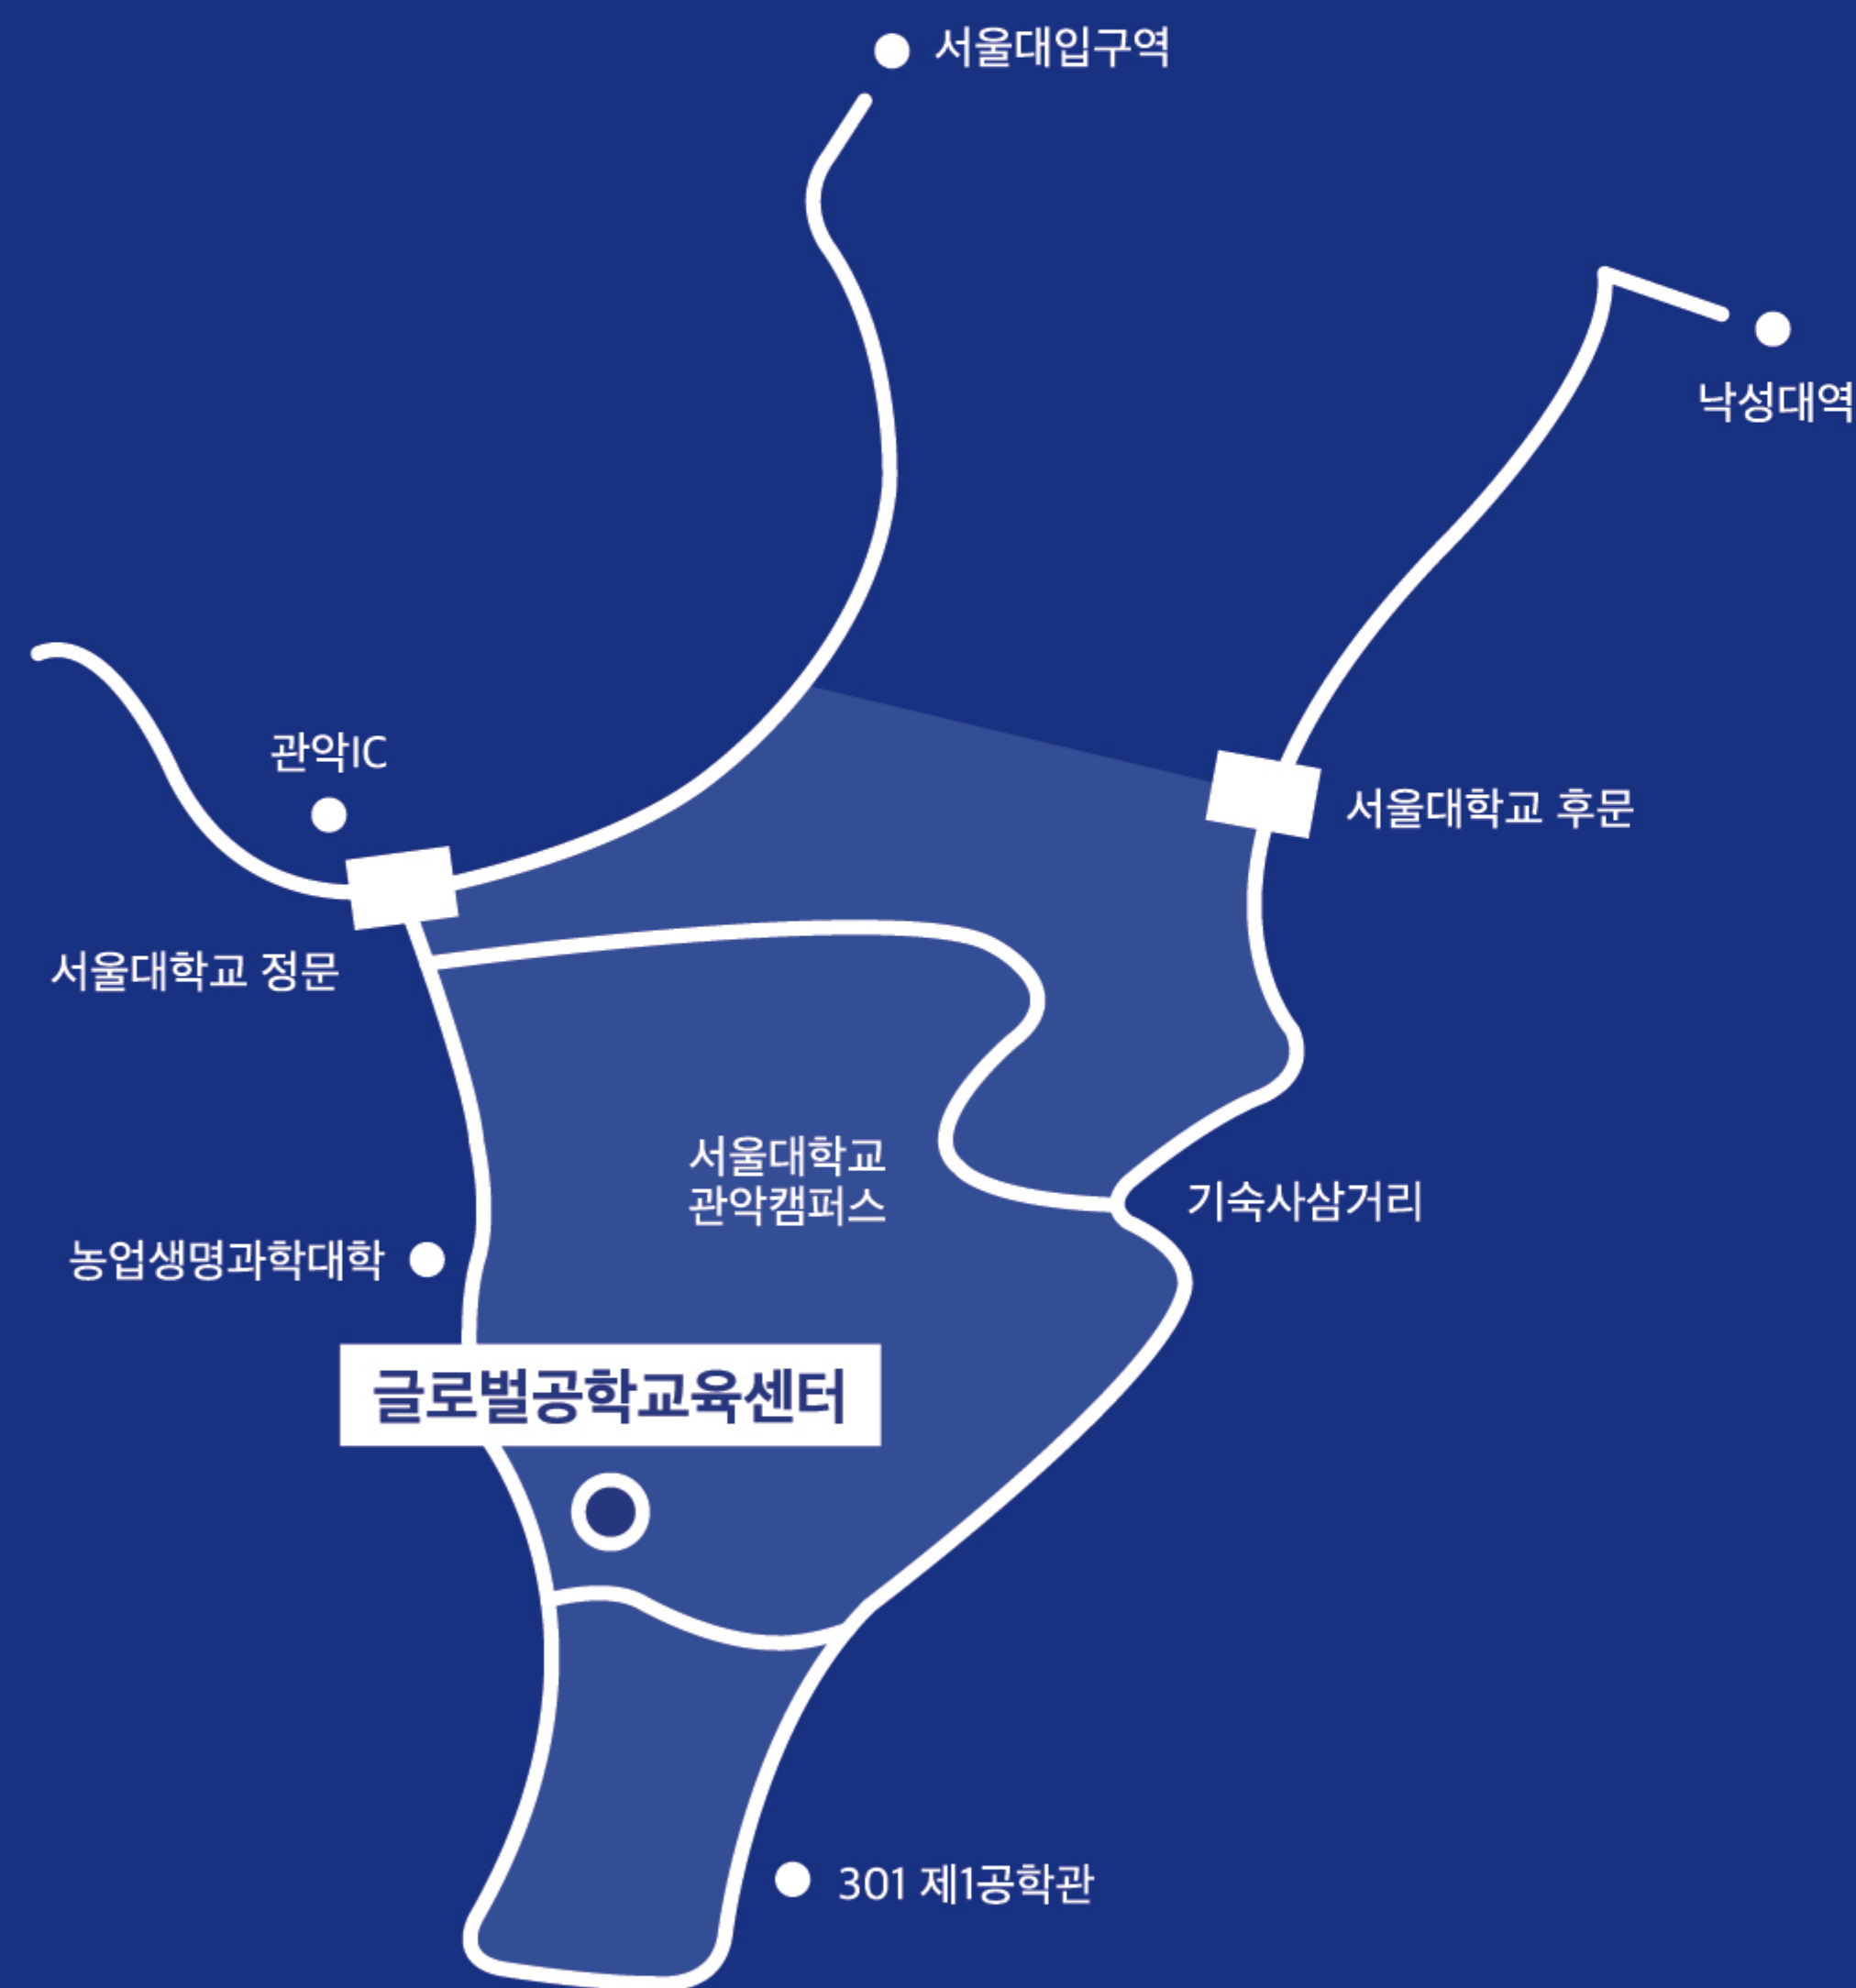 서울대입구역
낙성대역
관악IC
서울대학교 후문
서울대학교 정문
서울대학교
관악캠퍼스
기숙사삼거리
농업생명과학대학
글로벌공학교육센터
301 제1공학관